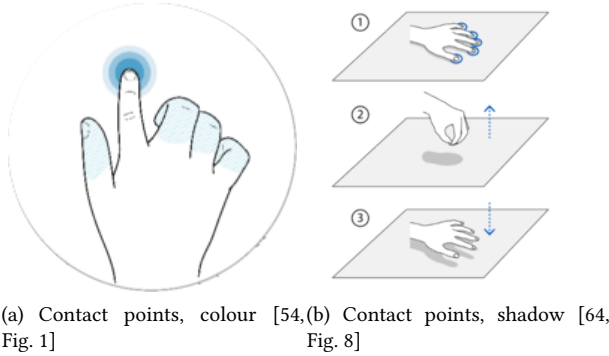 1
2
3
(a) Contact points, colour [54, Fig. 1]
(b) Contact points, shadow [64, Fig. 8]